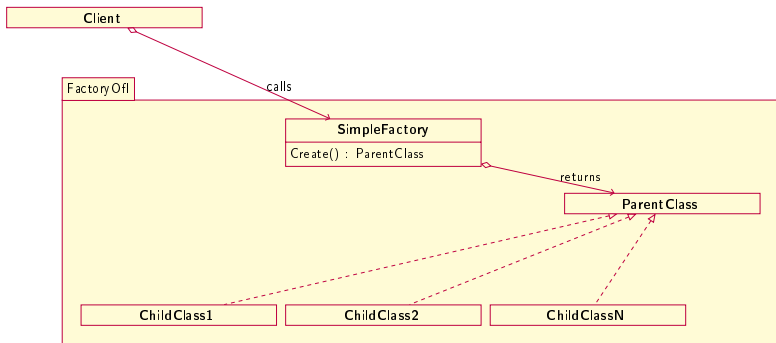 Client
calls
FactoryOfI
SimpleFactory
Create() : ParentClass
returns
ParentClass
ChildClass1
ChildClass2
ChildClassN